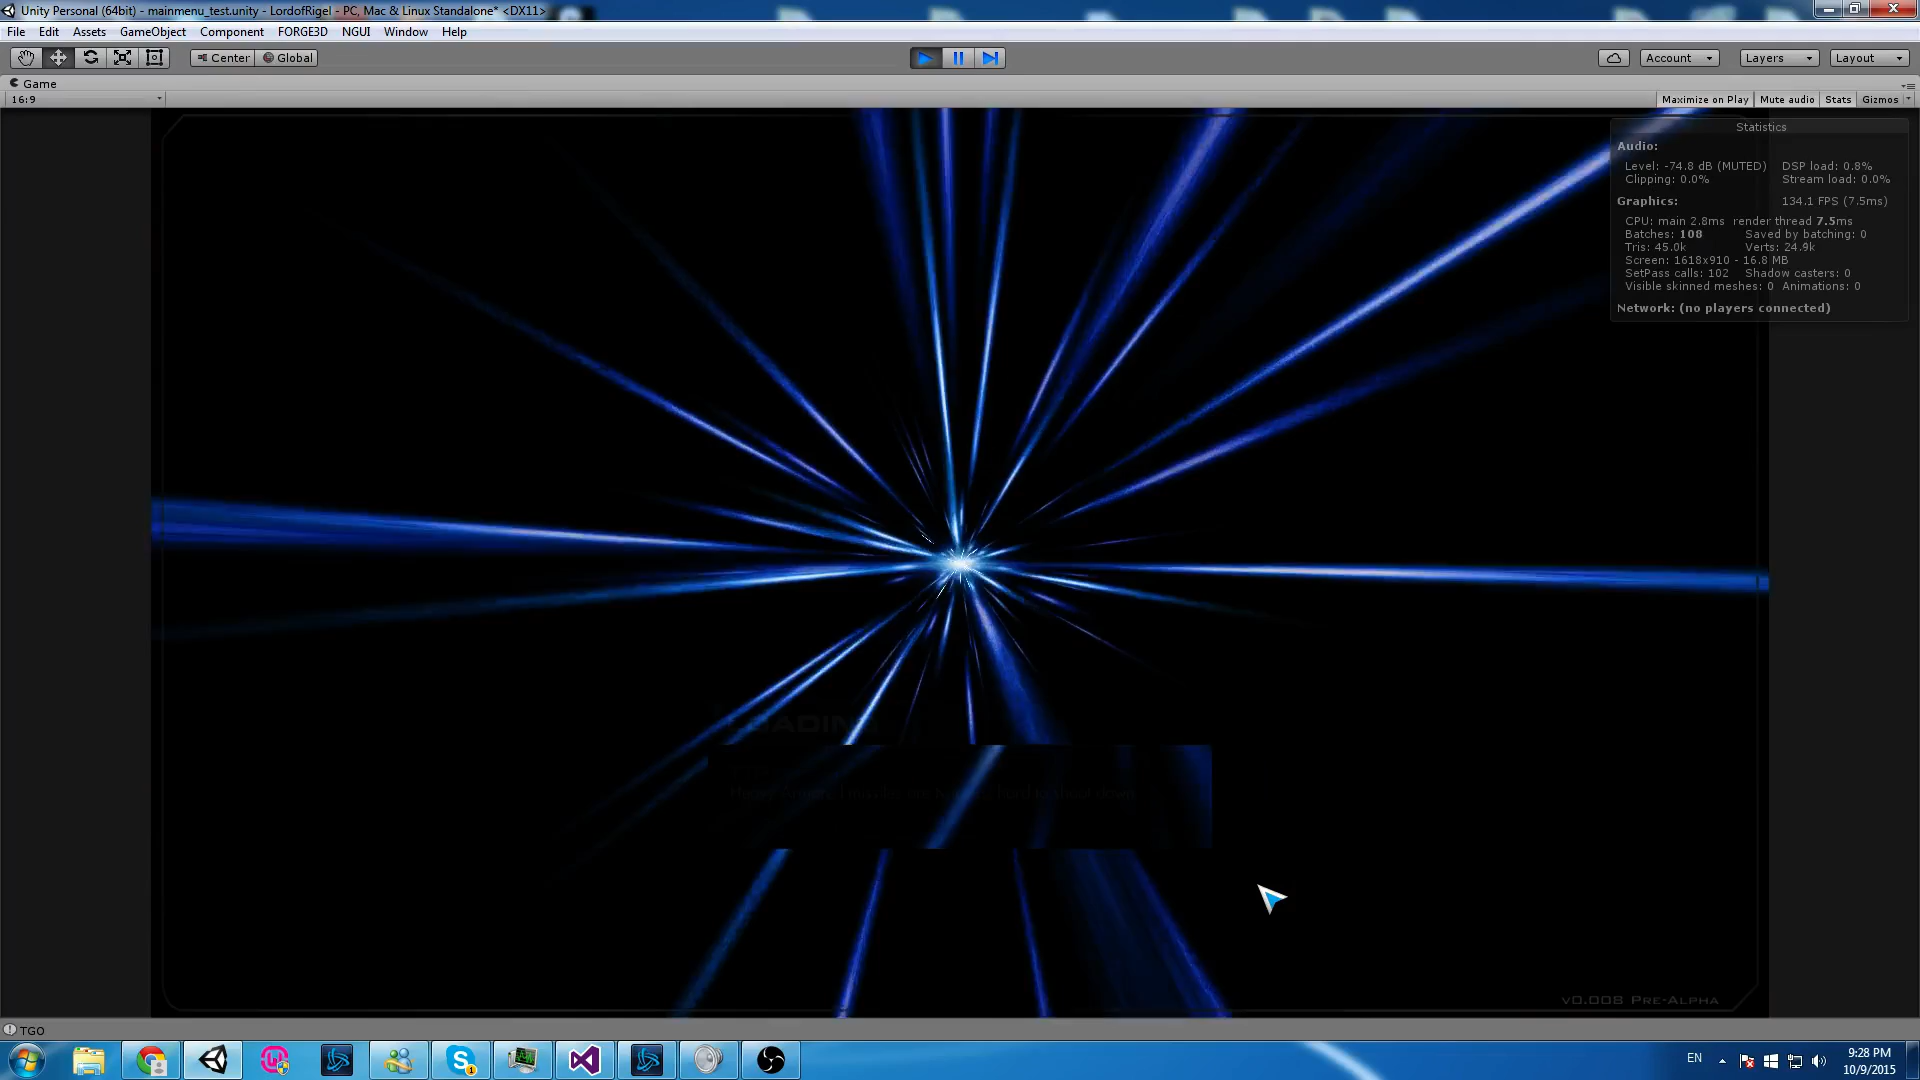 Unity Personal (64bit) - mainmenu_test.unity - LordofRigel - PC, Mac & Linux Standalone* <DX11>
File Edit Assets GameObject Component FORGE3D NGUI Window Help
Center Global Account Layers Layout
Game
16:9 Maximize on Play Mute audio Stats Gizmos
Statistics
Audio:
Level: -74.8 dB (MUTED) DSP load: 0.8%
Clipping: 0.0% Stream load: 0.0%
Graphics: 134.1 FPS (7.5ms)
CPU: main 2.8ms render thread 7.5ms
Batches: 108 Saved by batching: 0
Tris: 45.0k Verts: 24.9k
Screen: 1618x910 - 16.8 MB
SetPass calls: 102 Shadow casters: 0
Visible skinned meshes: 0 Animations: 0
Network: (no players connected)
LOADING
v0.008 Pre-Alpha
TGO
EN
9:28 PM
10/9/2015